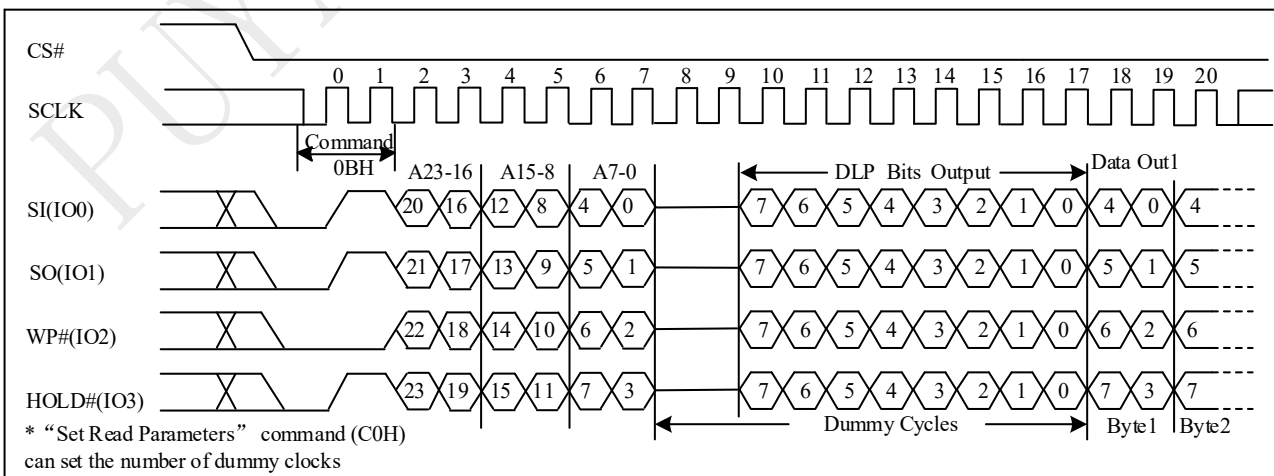 PUYA
CS#
0 1 2 3 4 5 6 7 8 9 10 11 12 13 14 15 16 17 18 19 20
SCLK
Command
0BH
A23-16 A15-8 A7-0 DLP Bits Output Data Out1
SI(IO0) 20 16 12 8 4 0 7 6 5 4 3 2 1 0 4 0 4
SO(IO1) 21 17 13 9 5 1 7 6 5 4 3 2 1 0 5 1 5
WP#(IO2) 22 18 14 10 6 2 7 6 5 4 3 2 1 0 6 2 6
HOLD#(IO3) 23 19 15 11 7 3 7 6 5 4 3 2 1 0 7 3 7
Dummy Cycles Byte1 Byte2
* “Set Read Parameters” command (C0H)
can set the number of dummy clocks